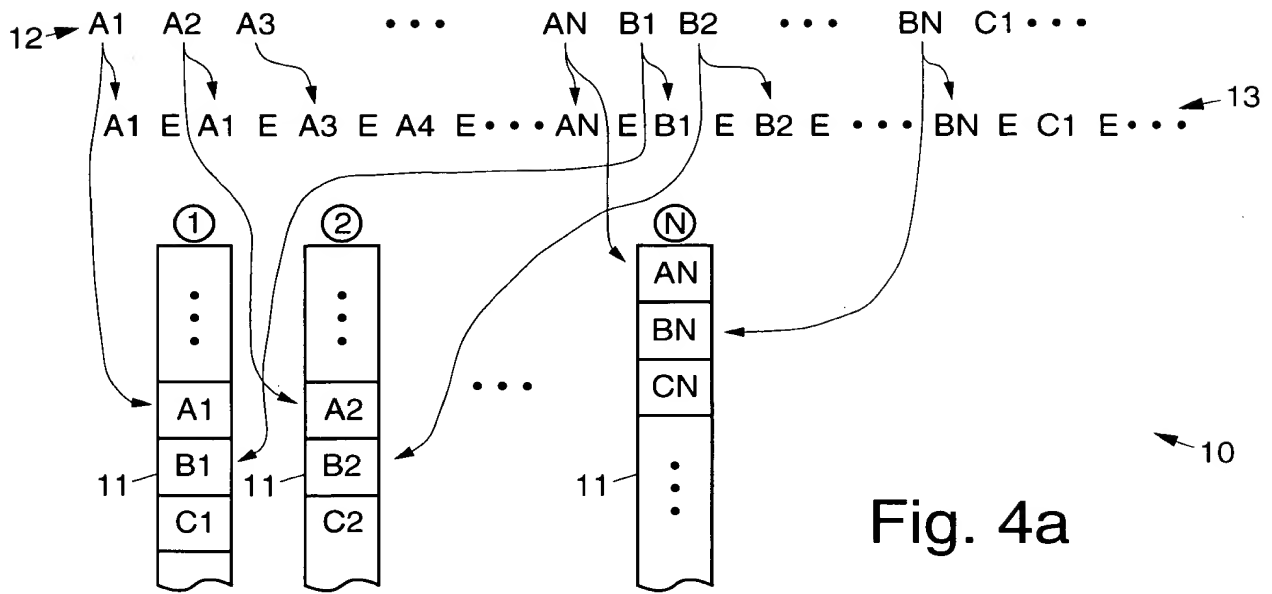 12 A1 A2 A3 ••• AN B1 B2 ••• BN C1 •••
A1 E A1 E A3 E A4 E ••• AN E B1 E B2 E ••• BN E C1 E ••• 13
1 2 N
AN
BN
CN
•••
A1 A2
11 B1 11 B2 11
C1 C2
10
Fig. 4a